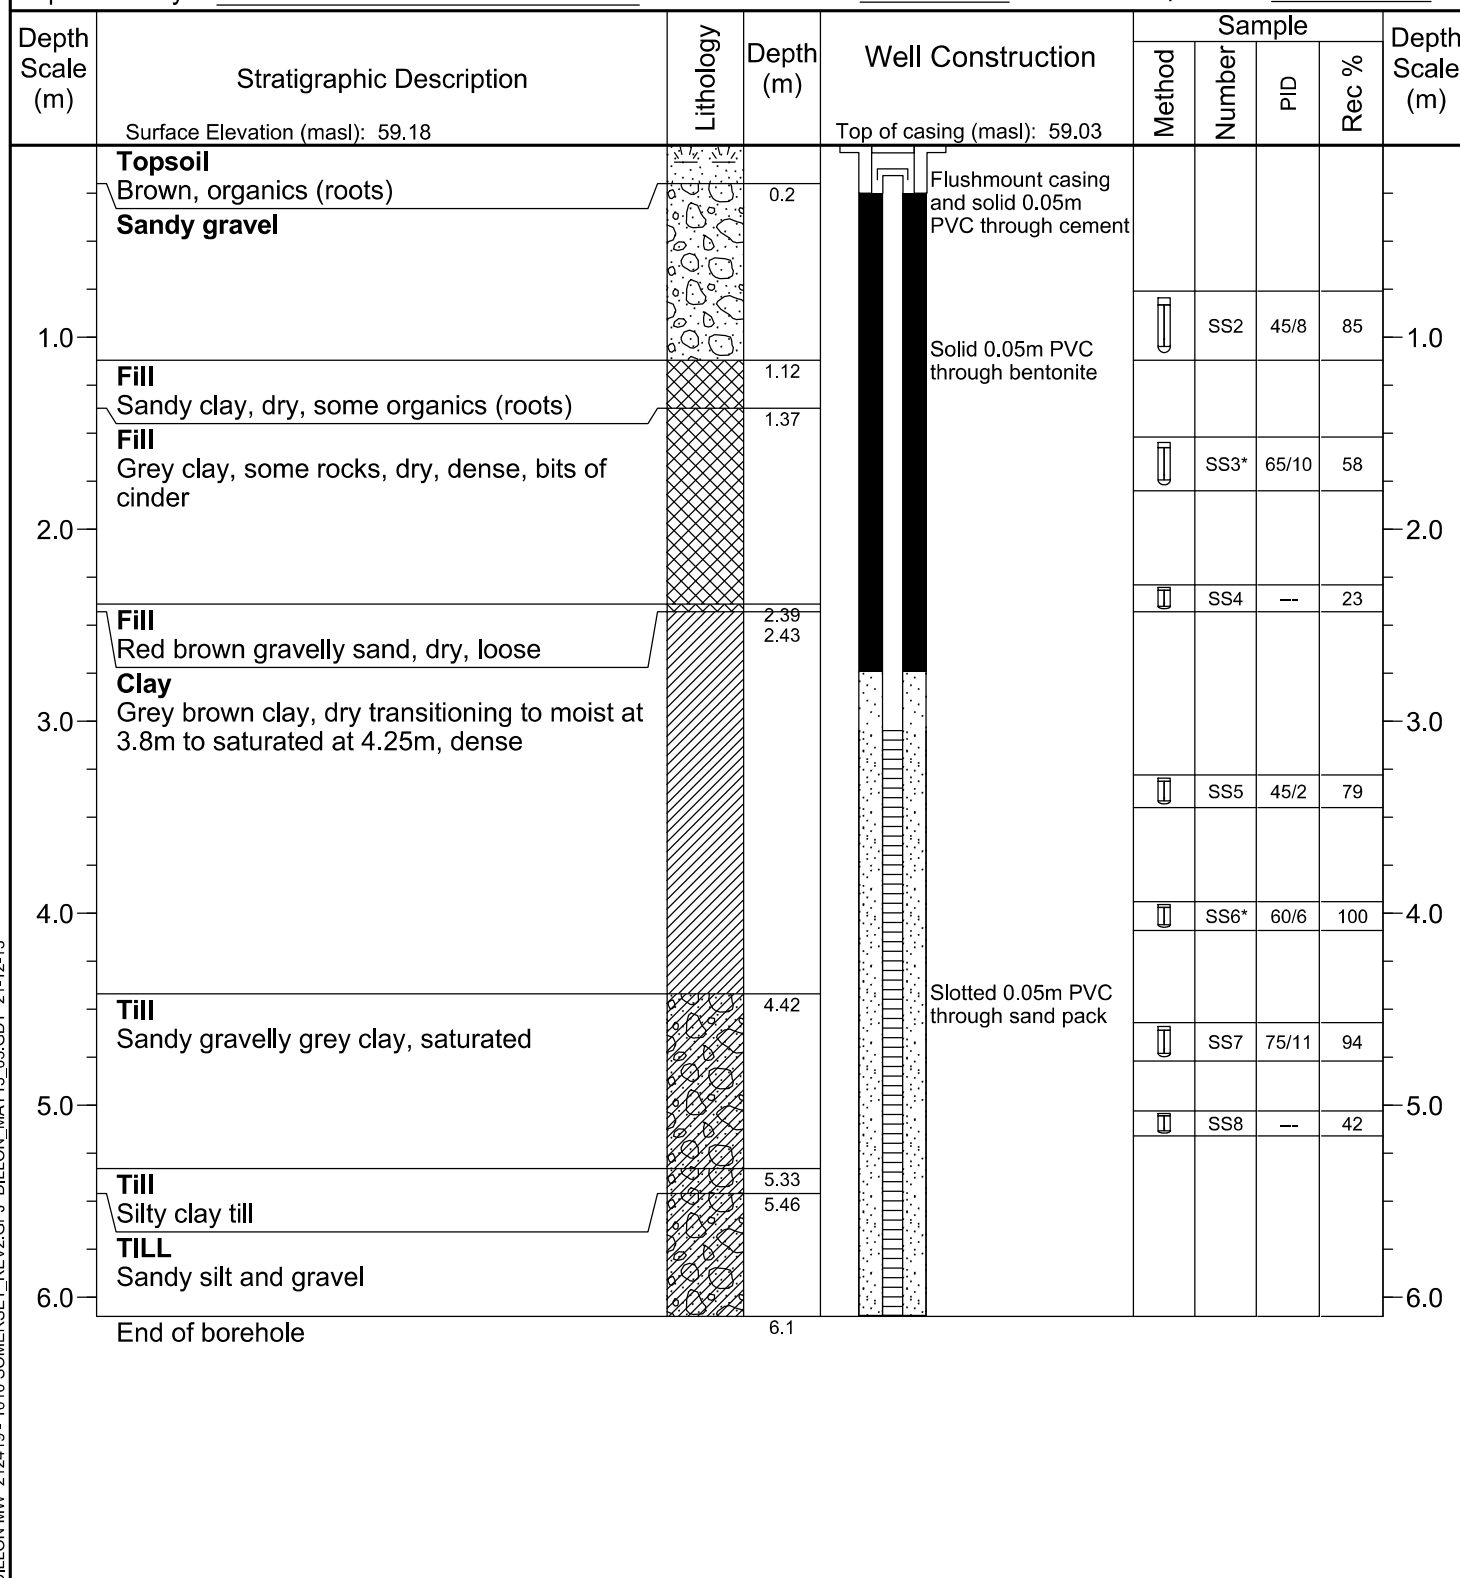 Depth Scale (m)
Stratigraphic Description
Surface Elevation (masl): 59.18
Lithology
Depth (m)
Well Construction
Top of casing (masl): 59.03
Sample
Method
Number
PID
Rec %
Depth Scale (m)
Topsoil
Brown, organics (roots)
0.2
Sandy gravel
Flushmount casing
and solid 0.05m
PVC through cement
SS2 45/8 85
1.0
1.0
Solid 0.05m PVC
through bentonite
Fill
1.12
Sandy clay, dry, some organics (roots)
1.37
Fill
Grey clay, some rocks, dry, dense, bits of
cinder
SS3* 65/10 58
2.0
2.0
SS4 --- 23
Fill
2.39
2.43
Red brown gravelly sand, dry, loose
Clay
Grey brown clay, dry transitioning to moist at
3.8m to saturated at 4.25m, dense
3.0
3.0
SS5 45/2 79
4.0
SS6* 60/6 100
4.0
Till
4.42
Sandy gravelly grey clay, saturated
Slotted 0.05m PVC
through sand pack
SS7 75/11 94
5.0
5.0
SS8 --- 42
Till
5.33
Silty clay till
5.46
TILL
Sandy silt and gravel
6.0
6.0
End of borehole
6.1